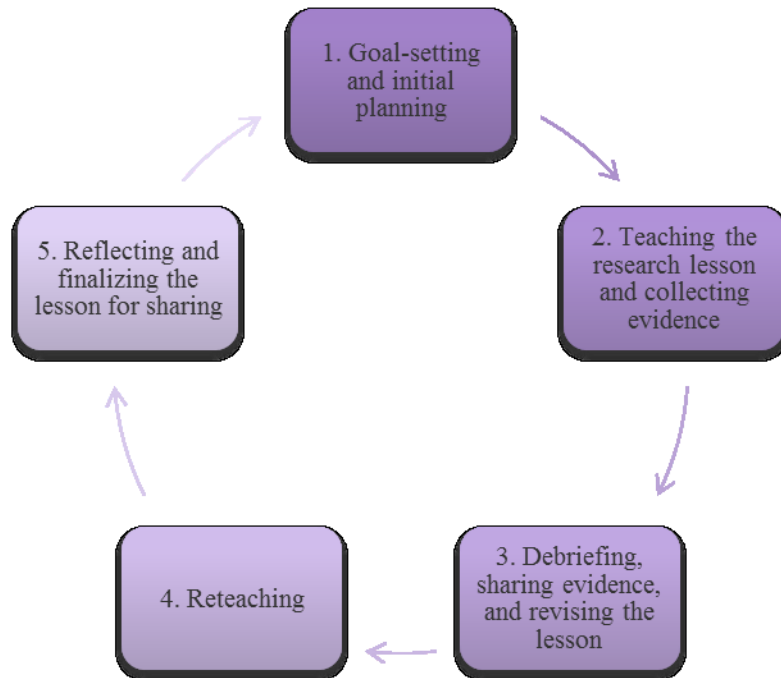 1. Goal-setting
and initial
planning
2. Teaching the
research lesson
and collecting
evidence
3. Debriefing,
sharing evidence,
and revising the
lesson
4. Reteaching
5. Reflecting and
finalizing the
lesson for sharing